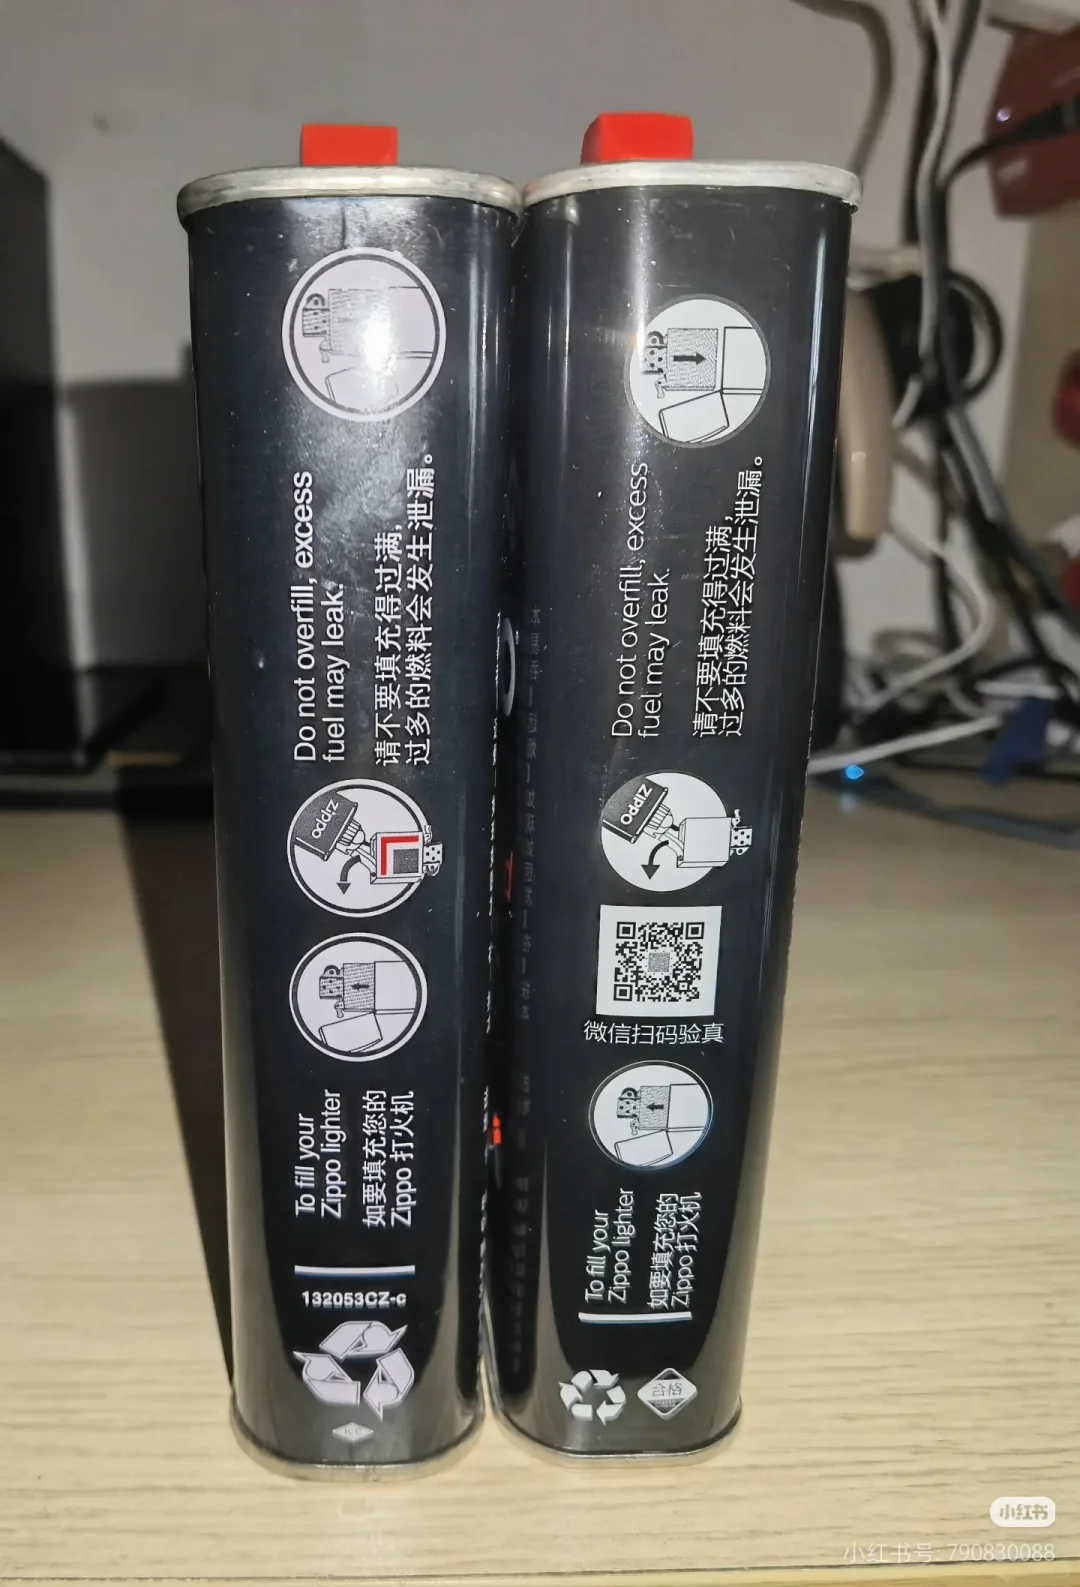 Do not overfill, excess
fuel may leak.
请不要填充得过满，
过多的燃料会发生泄漏。
Zippo
To fill your
Zippo lighter
如要填充您的
Zippo 打火机
132053CZ-c
Do not overfill, excess
fuel may leak.
请不要填充得过满，
过多的燃料会发生泄漏。
Zippo
微信扫码验真
To fill your
Zippo lighter
如要填充您的
Zippo 打火机
小红书
小红书号: 790830088